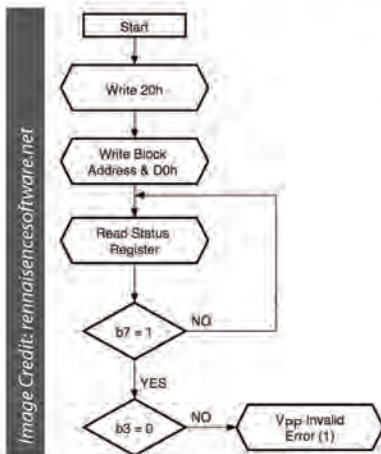 Image Credit: rennaisencesoftware.net
Start
Write 20h
Write Block
Address & D0h
Read Status
Register
b7 = 1
NO
YES
b3 = 0
NO
VPP Invalid
Error (1)